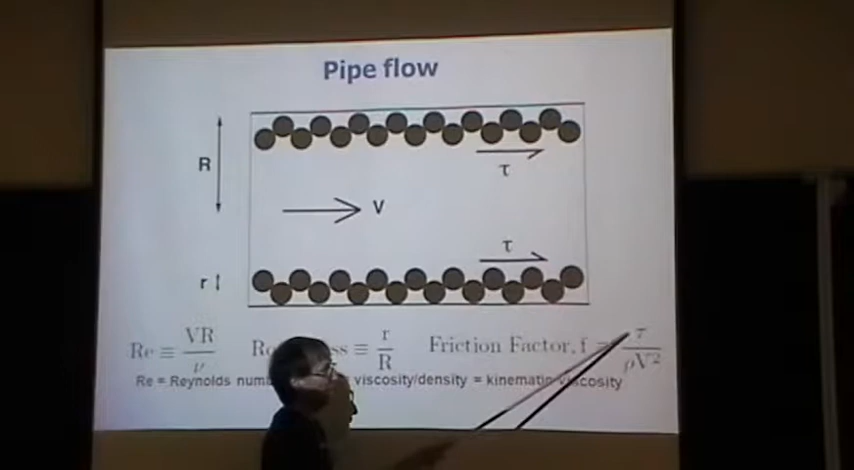 Pipe flow
R
τ
V
τ
r
Re ≡ VR/ν    ≡ r/R    Friction Factor, f = τ/ρV²
Re = Reynolds viscosity/density = kinematic viscosity